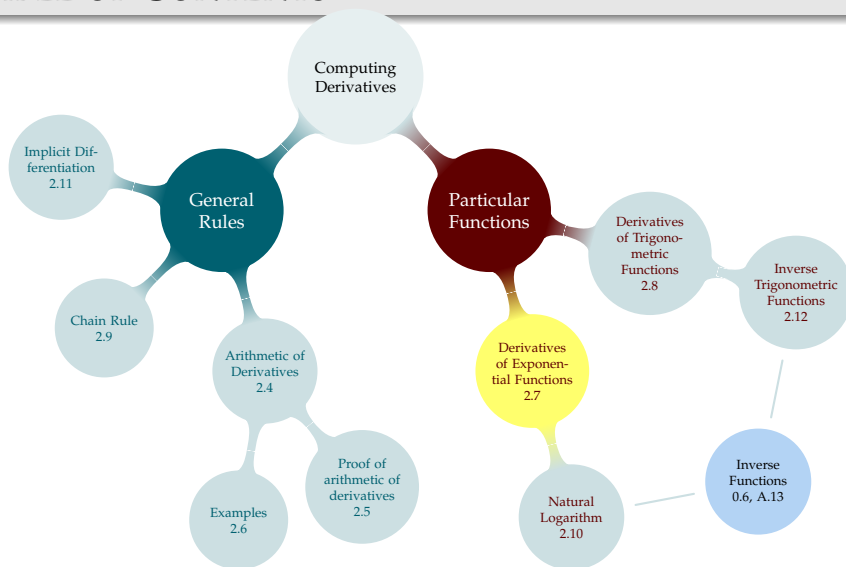 Computing
Derivatives
Implicit Dif-
ferentiation
2.11
General
Rules
Particular
Functions
Derivatives
of Trigono-
metric
Functions
2.8
Inverse
Trigonometric
Functions
2.12
Chain Rule
2.9
Arithmetic of
Derivatives
2.4
Derivatives
of Exponen-
tial Functions
2.7
Proof of
arithmetic of
derivatives
2.5
Examples
2.6
Natural
Logarithm
2.10
Inverse
Functions
0.6, A.13